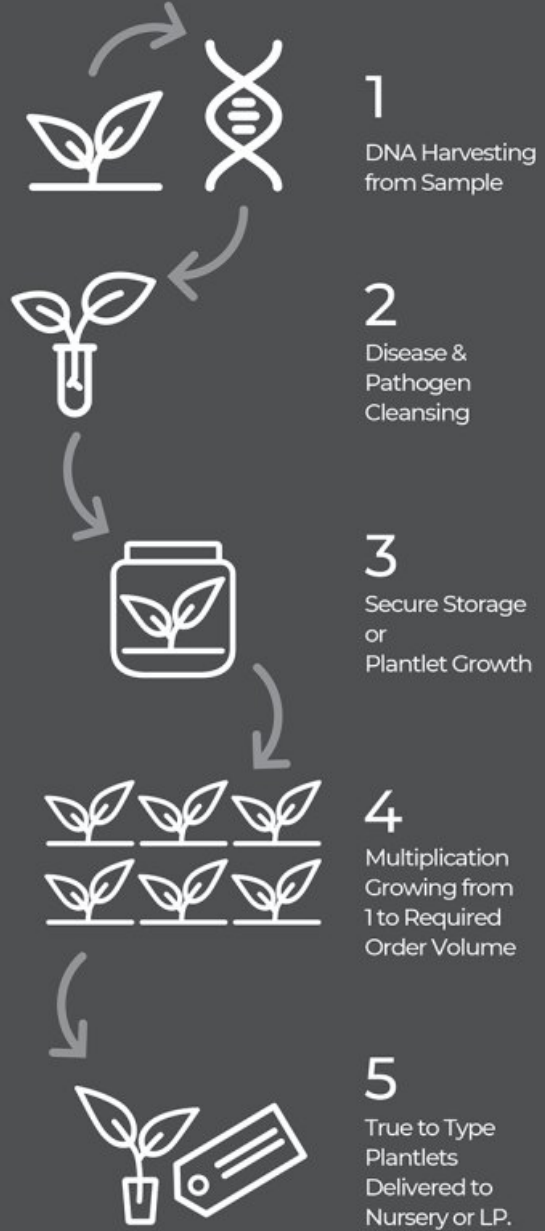 1
DNA Harvesting
from Sample
2
Disease &
Pathogen
Cleansing
3
Secure Storage
or
Plantlet Growth
4
Multiplication
Growing from
1 to Required
Order Volume
5
True to Type
Plantlets
Delivered to
Nursery or LP.